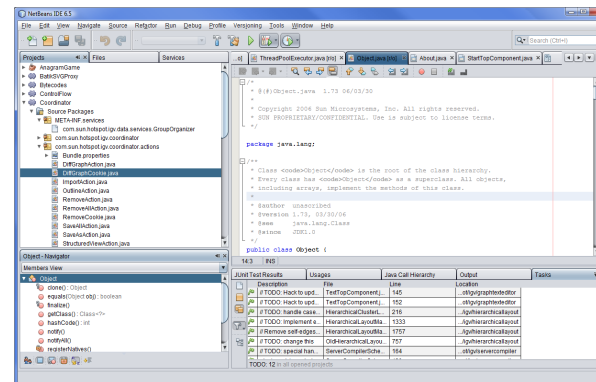 NetBeans IDE 6.5
File Edit View Navigate Source Refactor Run Debug Profile Versioning Tools Window Help
Search (Ctrl+I)
Projects Files Services
AnagramGame
BatikSVGProxy
Bytecodes
ControlFlow
Coordinator
Source Packages
META-INF.services
com.sun.hotspot.igv.data.services.GroupOrganizer
com.sun.hotspot.igv.coordinator
com.sun.hotspot.igv.coordinator.actions
Bundle.properties
DiffGraphAction.java
DiffGraphCookie.java
ImportAction.java
OutlineAction.java
RemoveAction.java
RemoveAllAction.java
RemoveCookie.java
SaveAllAction.java
SaveAsAction.java
StructuredViewAction.java
Object - Navigator
Members View
Object
clone() : Object
equals(Object obj) : boolean
finalize()
getClass() : Class<?>
hashCode() : int
notify()
notifyAll()
registerNatives()
ThreadPoolExecutor.java [r/o] Object.java [r/o] About.java StartTopComponent.java
/*
* @(#)Object.java 1.73 06/03/30
*
* Copyright 2006 Sun Microsystems, Inc. All rights reserved.
* SUN PROPRIETARY/CONFIDENTIAL. Use is subject to license terms.
*/
package java.lang;
/**
* Class <code>Object</code> is the root of the class hierarchy.
* Every class has <code>Object</code> as a superclass. All objects,
* including arrays, implement the methods of this class.
*
* @author unascribed
* @version 1.73, 03/30/06
* @see java.lang.Class
* @since JDK1.0
*/
public class Object {
14:3 INS
JUnit Test Results Usages Java Call Hierarchy Output Tasks
Description File Line Location
// TODO: Hack to upd... TextTopComponent.j... 145 ...ot/igv/graphtexteditor
// TODO: Hack to upd... TextTopComponent.j... 152 ...ot/igv/graphtexteditor
// TODO: handle case... HierarchicalClusterL... 216 .../igv/hierarchicallayout
// TODO: Implement e... HierarchicalLayoutMa... 1333 .../igv/hierarchicallayout
// Remove self-edges... HierarchicalLayoutMa... 1757 .../igv/hierarchicallayout
// TODO: change this OldHierarchicalLayou... 757 .../igv/hierarchicallayout
// TODO: special han... ServerCompilerSche... 164 ...ot/igv/servercompiler
TODO: 12 in all opened projects